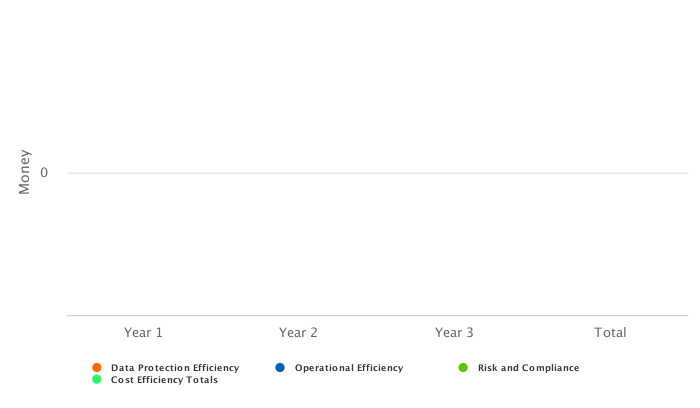 Money
0
Year 1
Year 2
Year 3
Total
Data Protection Efficiency
Operational Efficiency
Risk and Compliance
Cost Efficiency Totals